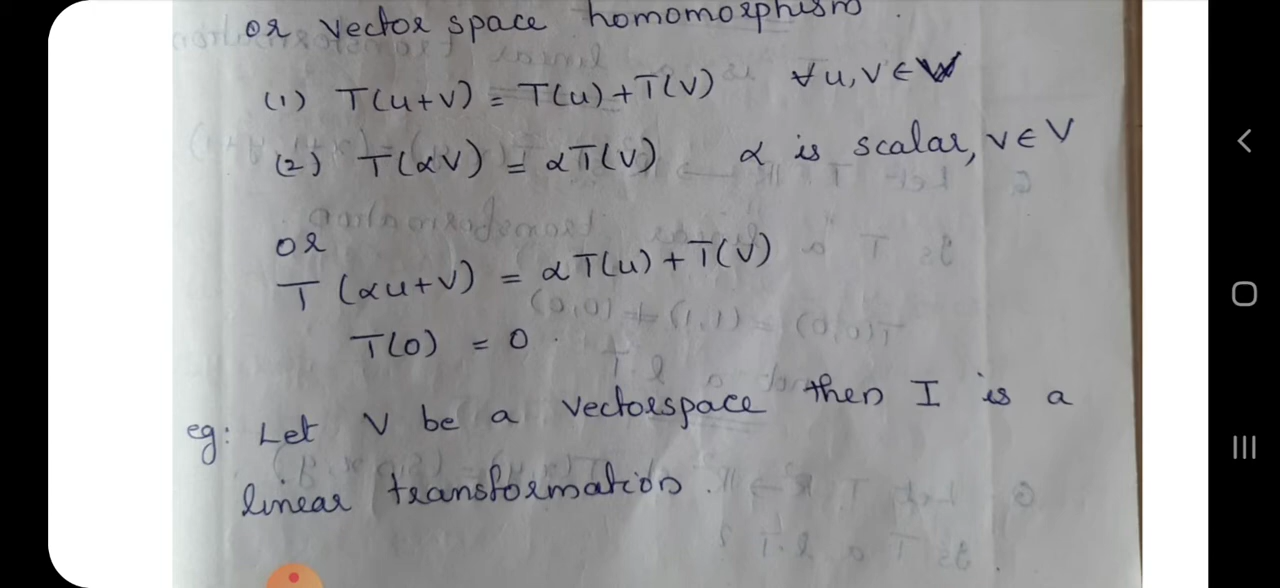 or vector space homomorphism.
(1) T(u+v) = T(u)+T(v) ∀ u, v ∈ V
(2) T(αv) = αT(v) α is scalar, v ∈ V
or
T (αu+v) = αT(u)+T(v)
T(0) = 0.
eg: Let V be a vectorspace then I is a
linear transformation.